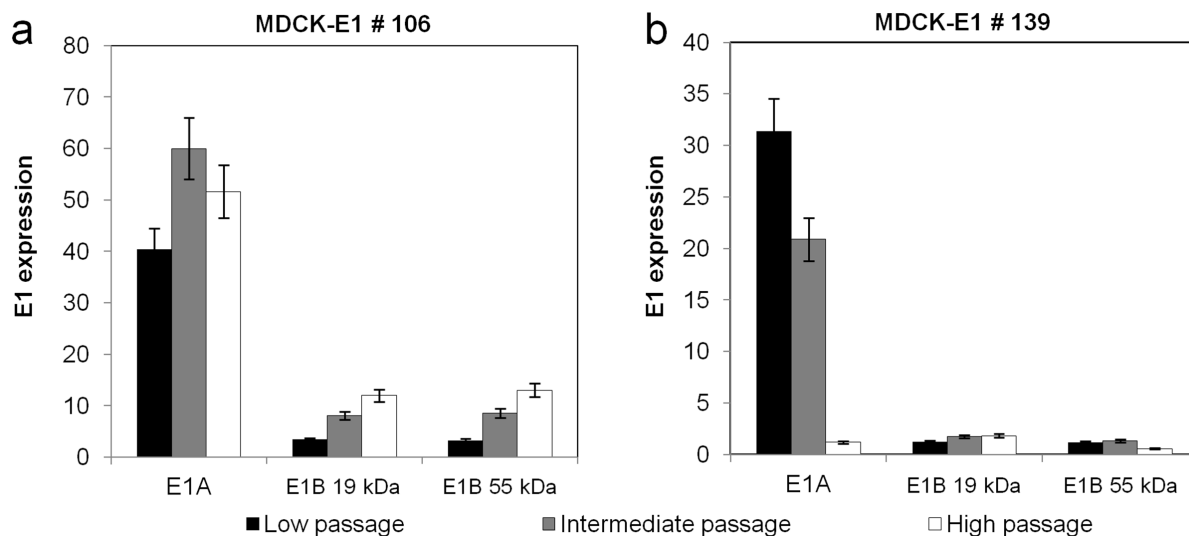 a
MDCK-E1 # 106
E1 expression
80
70
60
50
40
30
20
10
0
E1A
E1B 19 kDa
E1B 55 kDa
b
MDCK-E1 # 139
E1 expression
40
35
30
25
20
15
10
5
0
E1A
E1B 19 kDa
E1B 55 kDa
Low passage
Intermediate passage
High passage